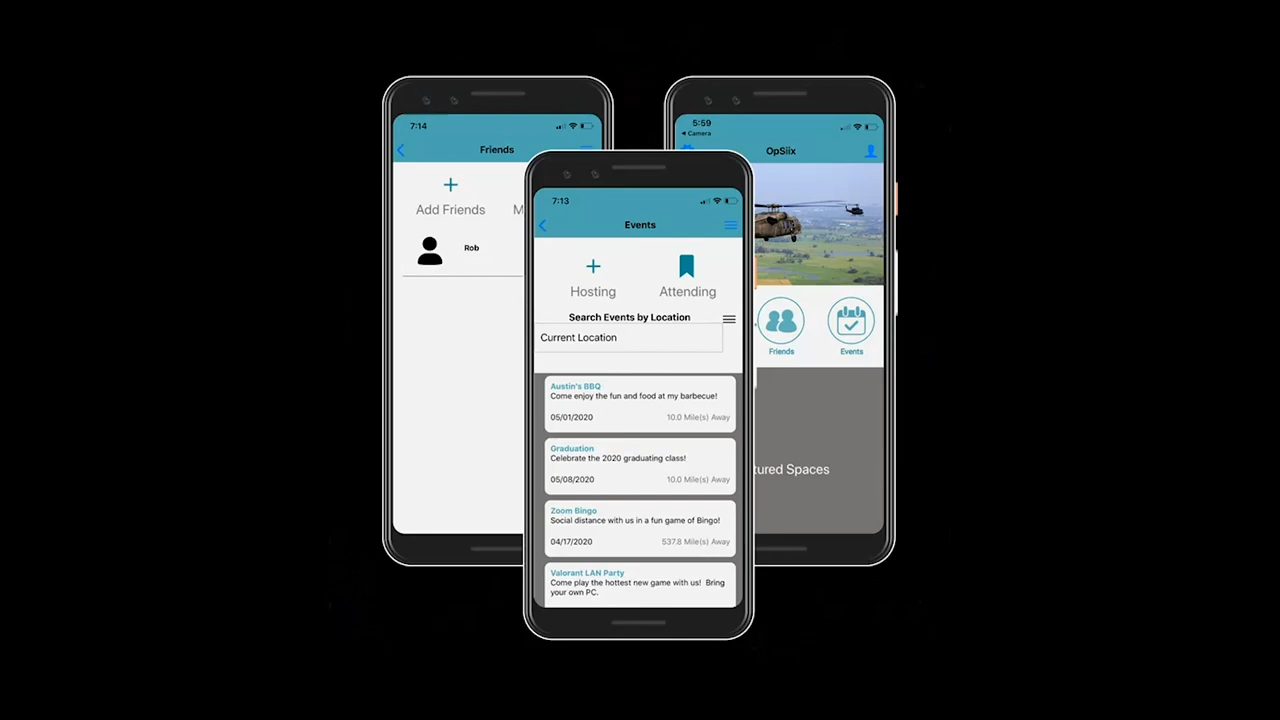 7:14
Friends
Add Friends
M
Rob
7:13
Events
Hosting
Attending
Search Events by Location
Current Location
Austin's BBQ
Come enjoy the fun and food at my barbecue!
05/01/2020
10.0 Mile(s) Away
Graduation
Celebrate the 2020 graduating class!
05/08/2020
10.0 Mile(s) Away
Zoom Bingo
Social distance with us in a fun game of Bingo!
04/17/2020
537.8 Mile(s) Away
Valorant LAN Party
Come play the hottest new game with us! Bring
your own PC.
5:59
Camera
OpSiix
Friends
Events
tured Spaces